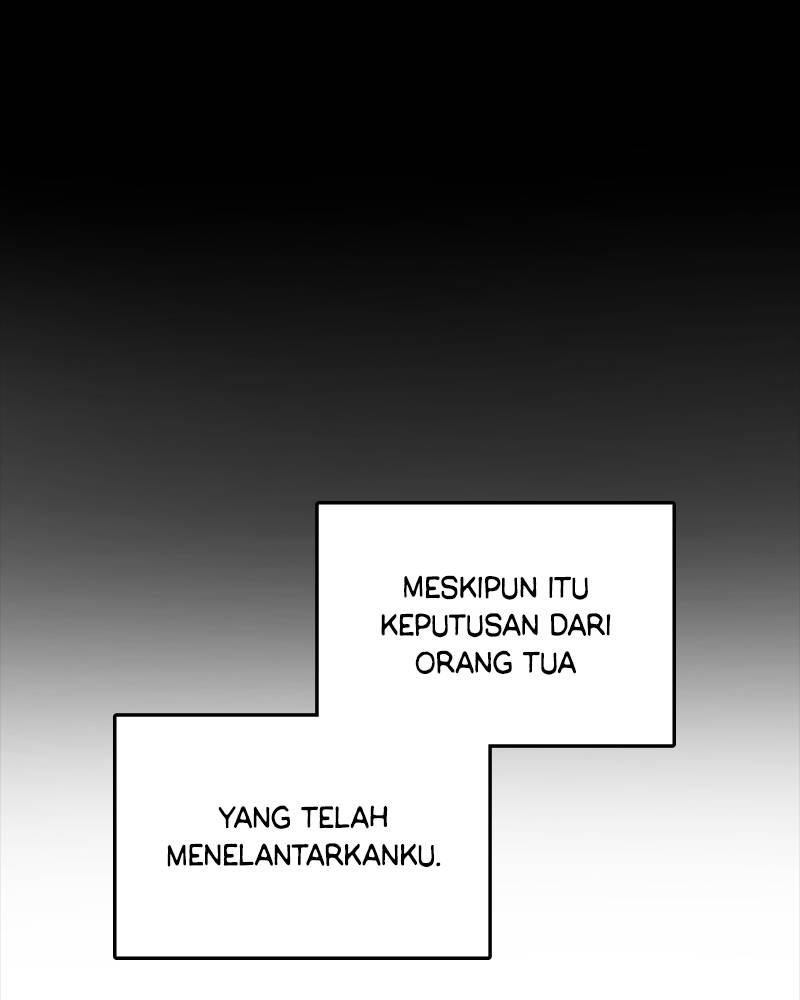 MESKIPUN ITU
KEPUTUSAN DARI
ORANG TUA
YANG TELAH
MENELANTARKANKU.